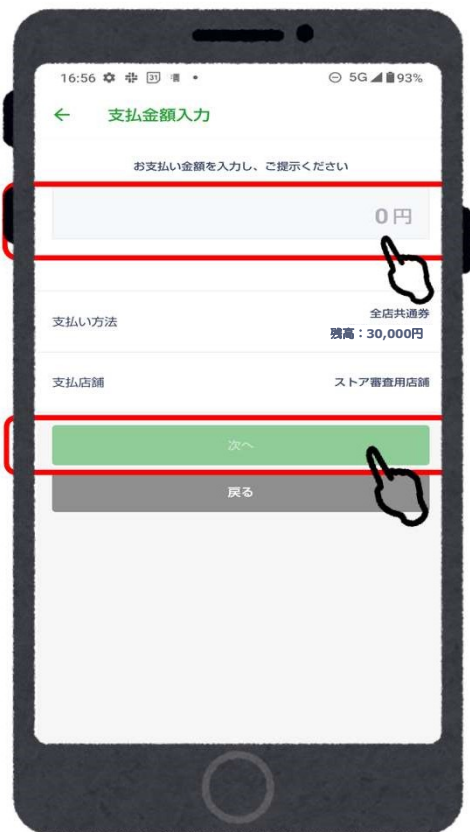 16:56 31 5G 93%
← 支払金額入力
お支払い金額を入力し、ご提示ください
0円
支払い方法 全店共通券
残高：30,000円
支払店舗 ストア審査用店舗
次へ
戻る